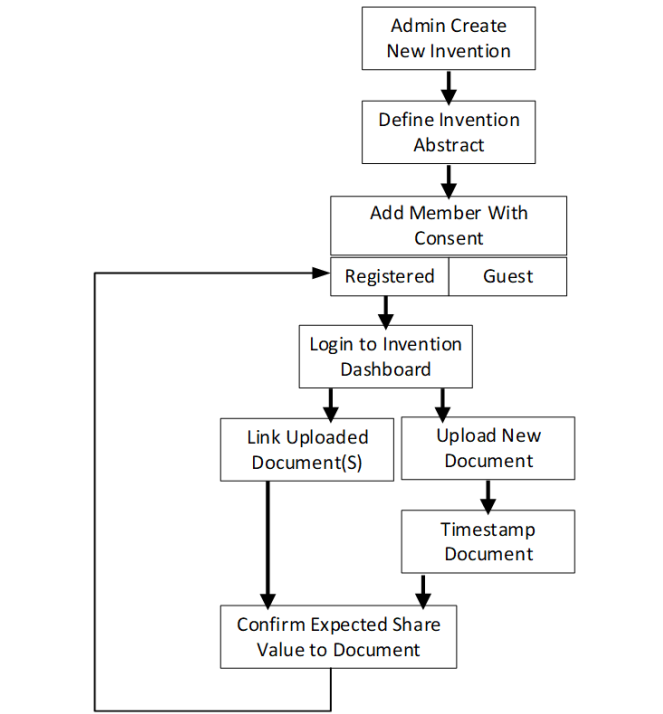 Admin Create
New Invention
Define Invention
Abstract
Add Member With
Consent
Registered
Guest
Login to Invention
Dashboard
Link Uploaded
Document(S)
Upload New
Document
Timestamp
Document
Confirm Expected Share
Value to Document